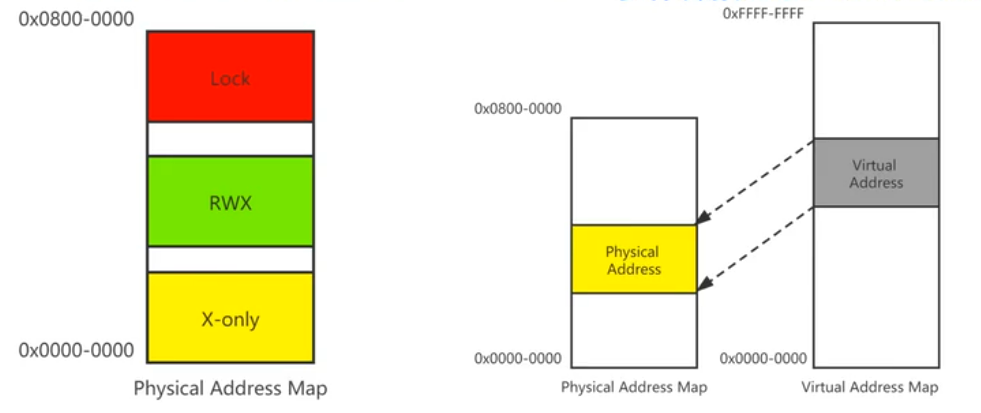 0x0800-0000
Lock
RWX
X-only
0x0000-0000
Physical Address Map
0x0800-0000
Physical
Address
0x0000-0000
Physical Address Map
0xFFFF-FFFF
Virtual
Address
0x0000-0000
Virtual Address Map